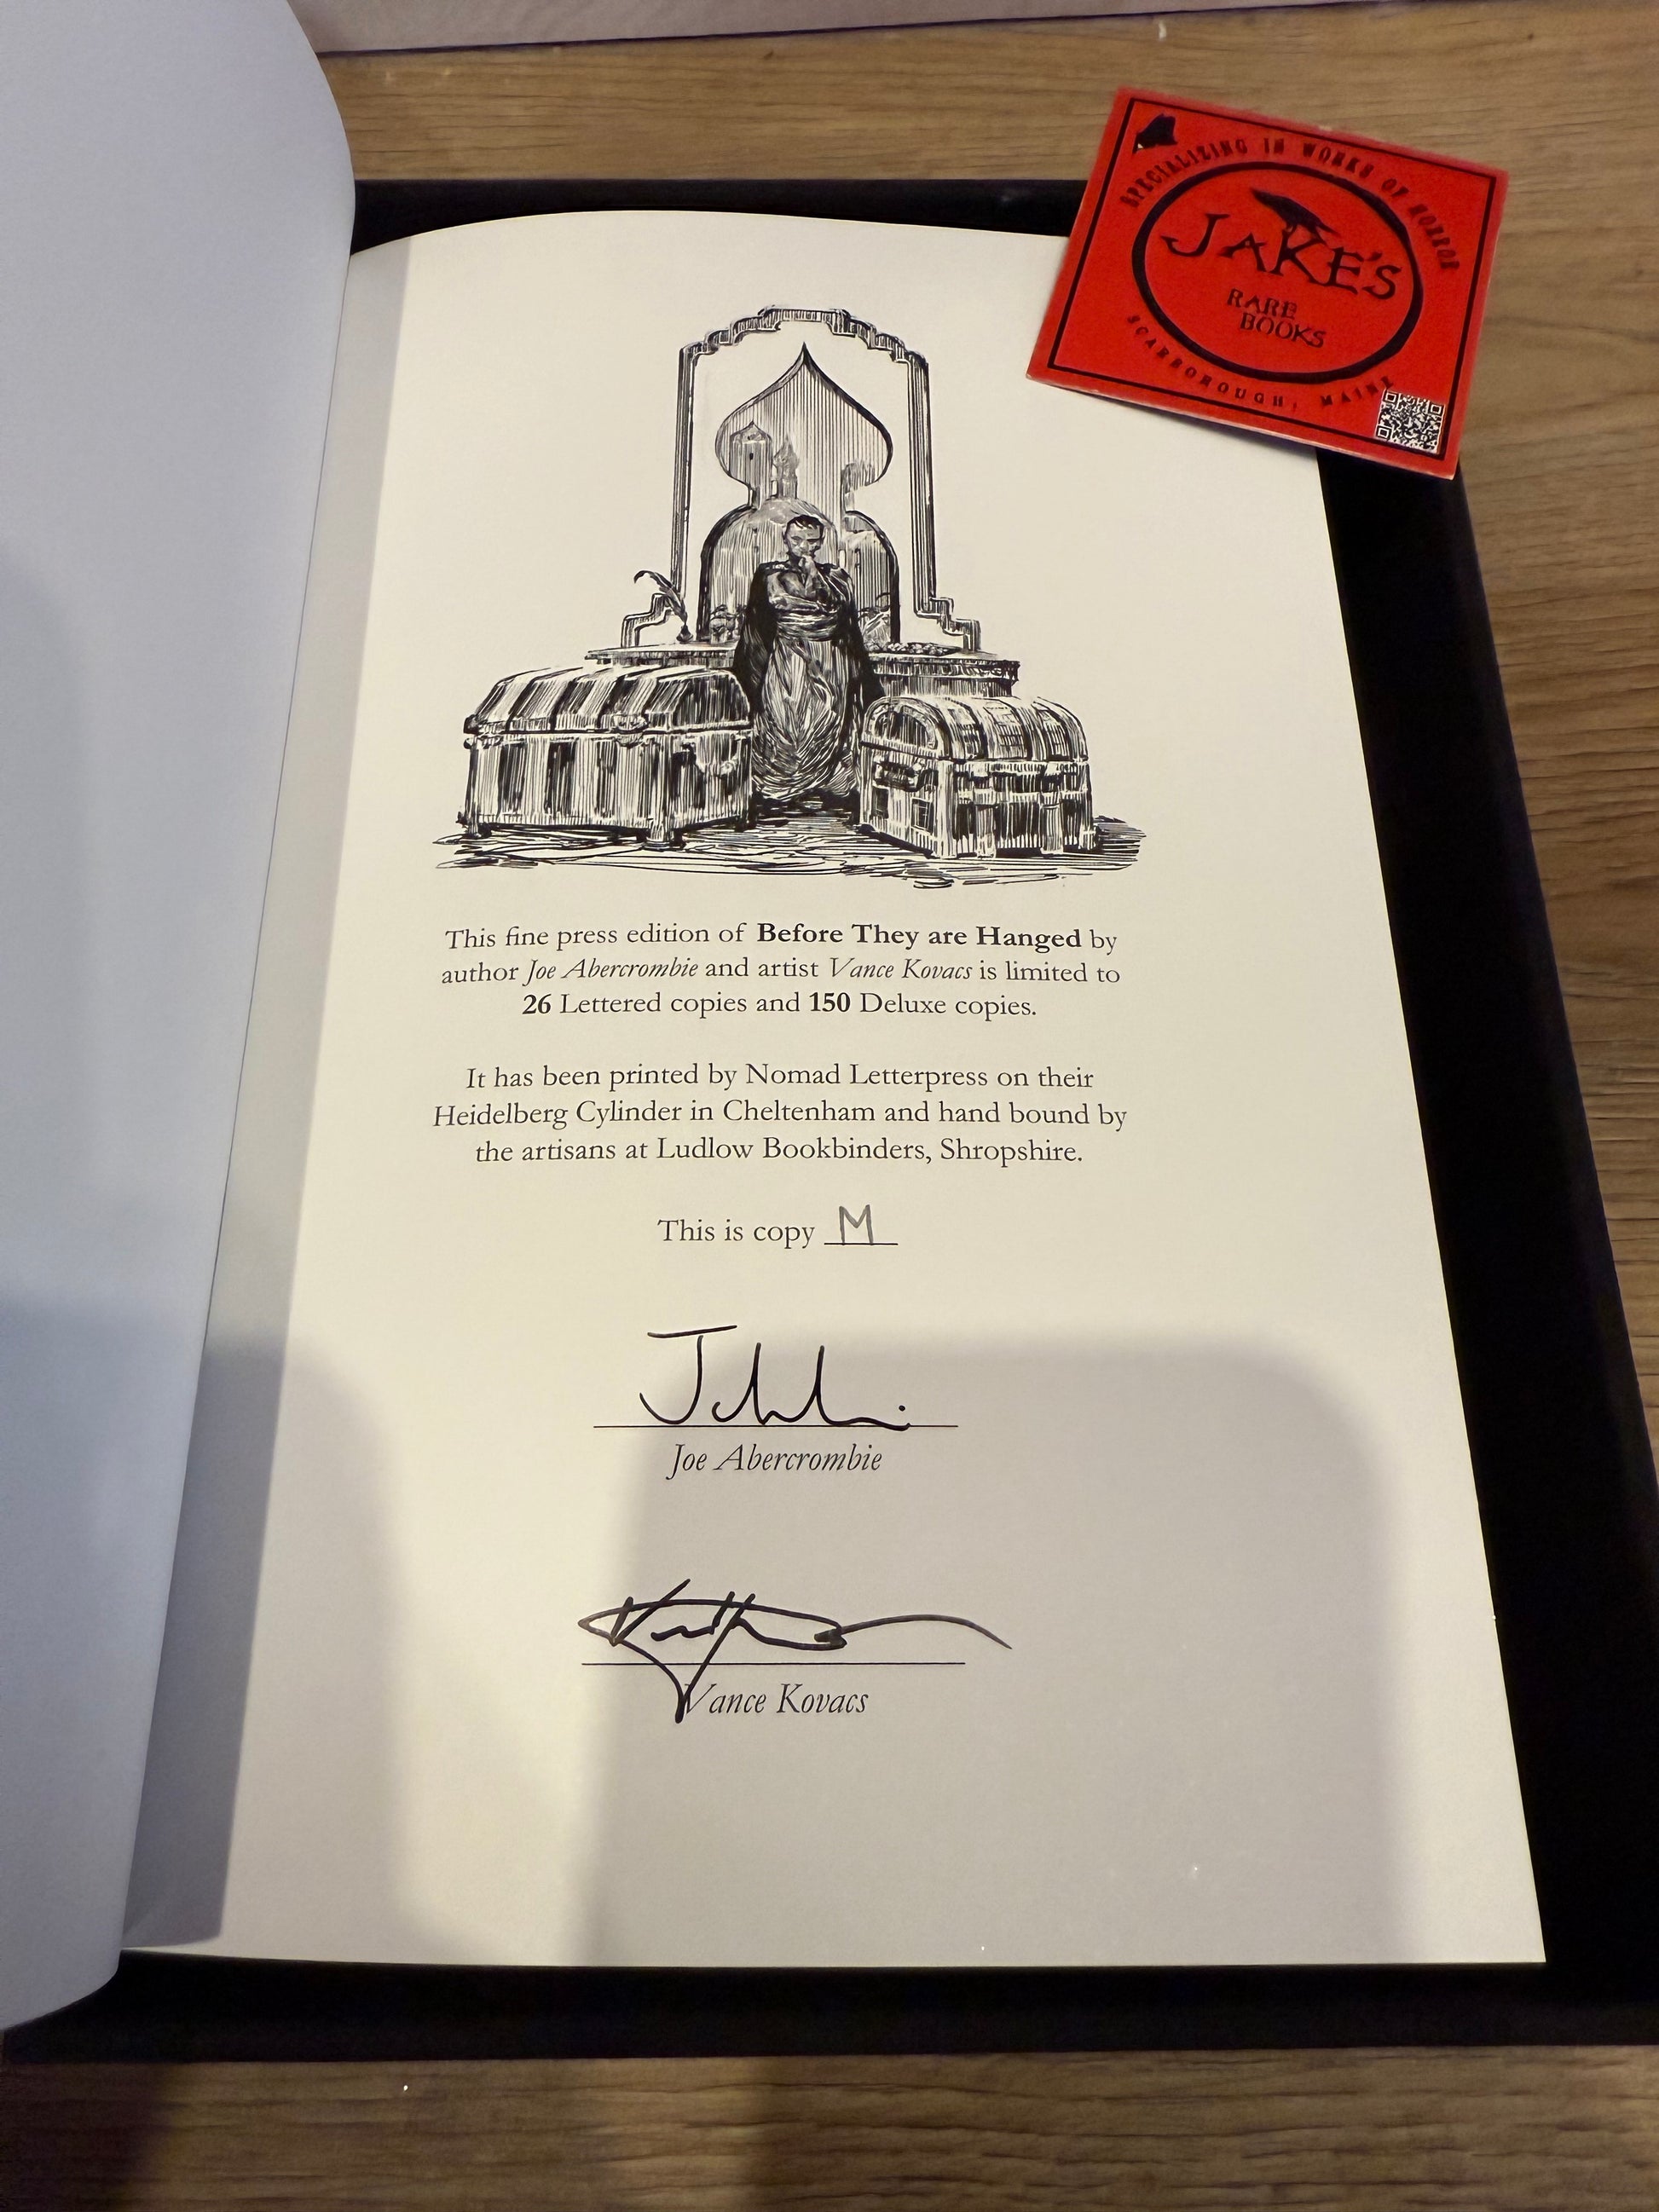 SPECIALIZING IN WORKS OF HORROR
JAKE'S
RARE
BOOKS
SCARBOROUGH, MAINE
This fine press edition of Before They are Hanged by
author Joe Abercrombie and artist Vance Kovacs is limited to
26 Lettered copies and 150 Deluxe copies.
It has been printed by Nomad Letterpress on their
Heidelberg Cylinder in Cheltenham and hand bound by
the artisans at Ludlow Bookbinders, Shropshire.
This is copy M
Joe Abercrombie
Vance Kovacs